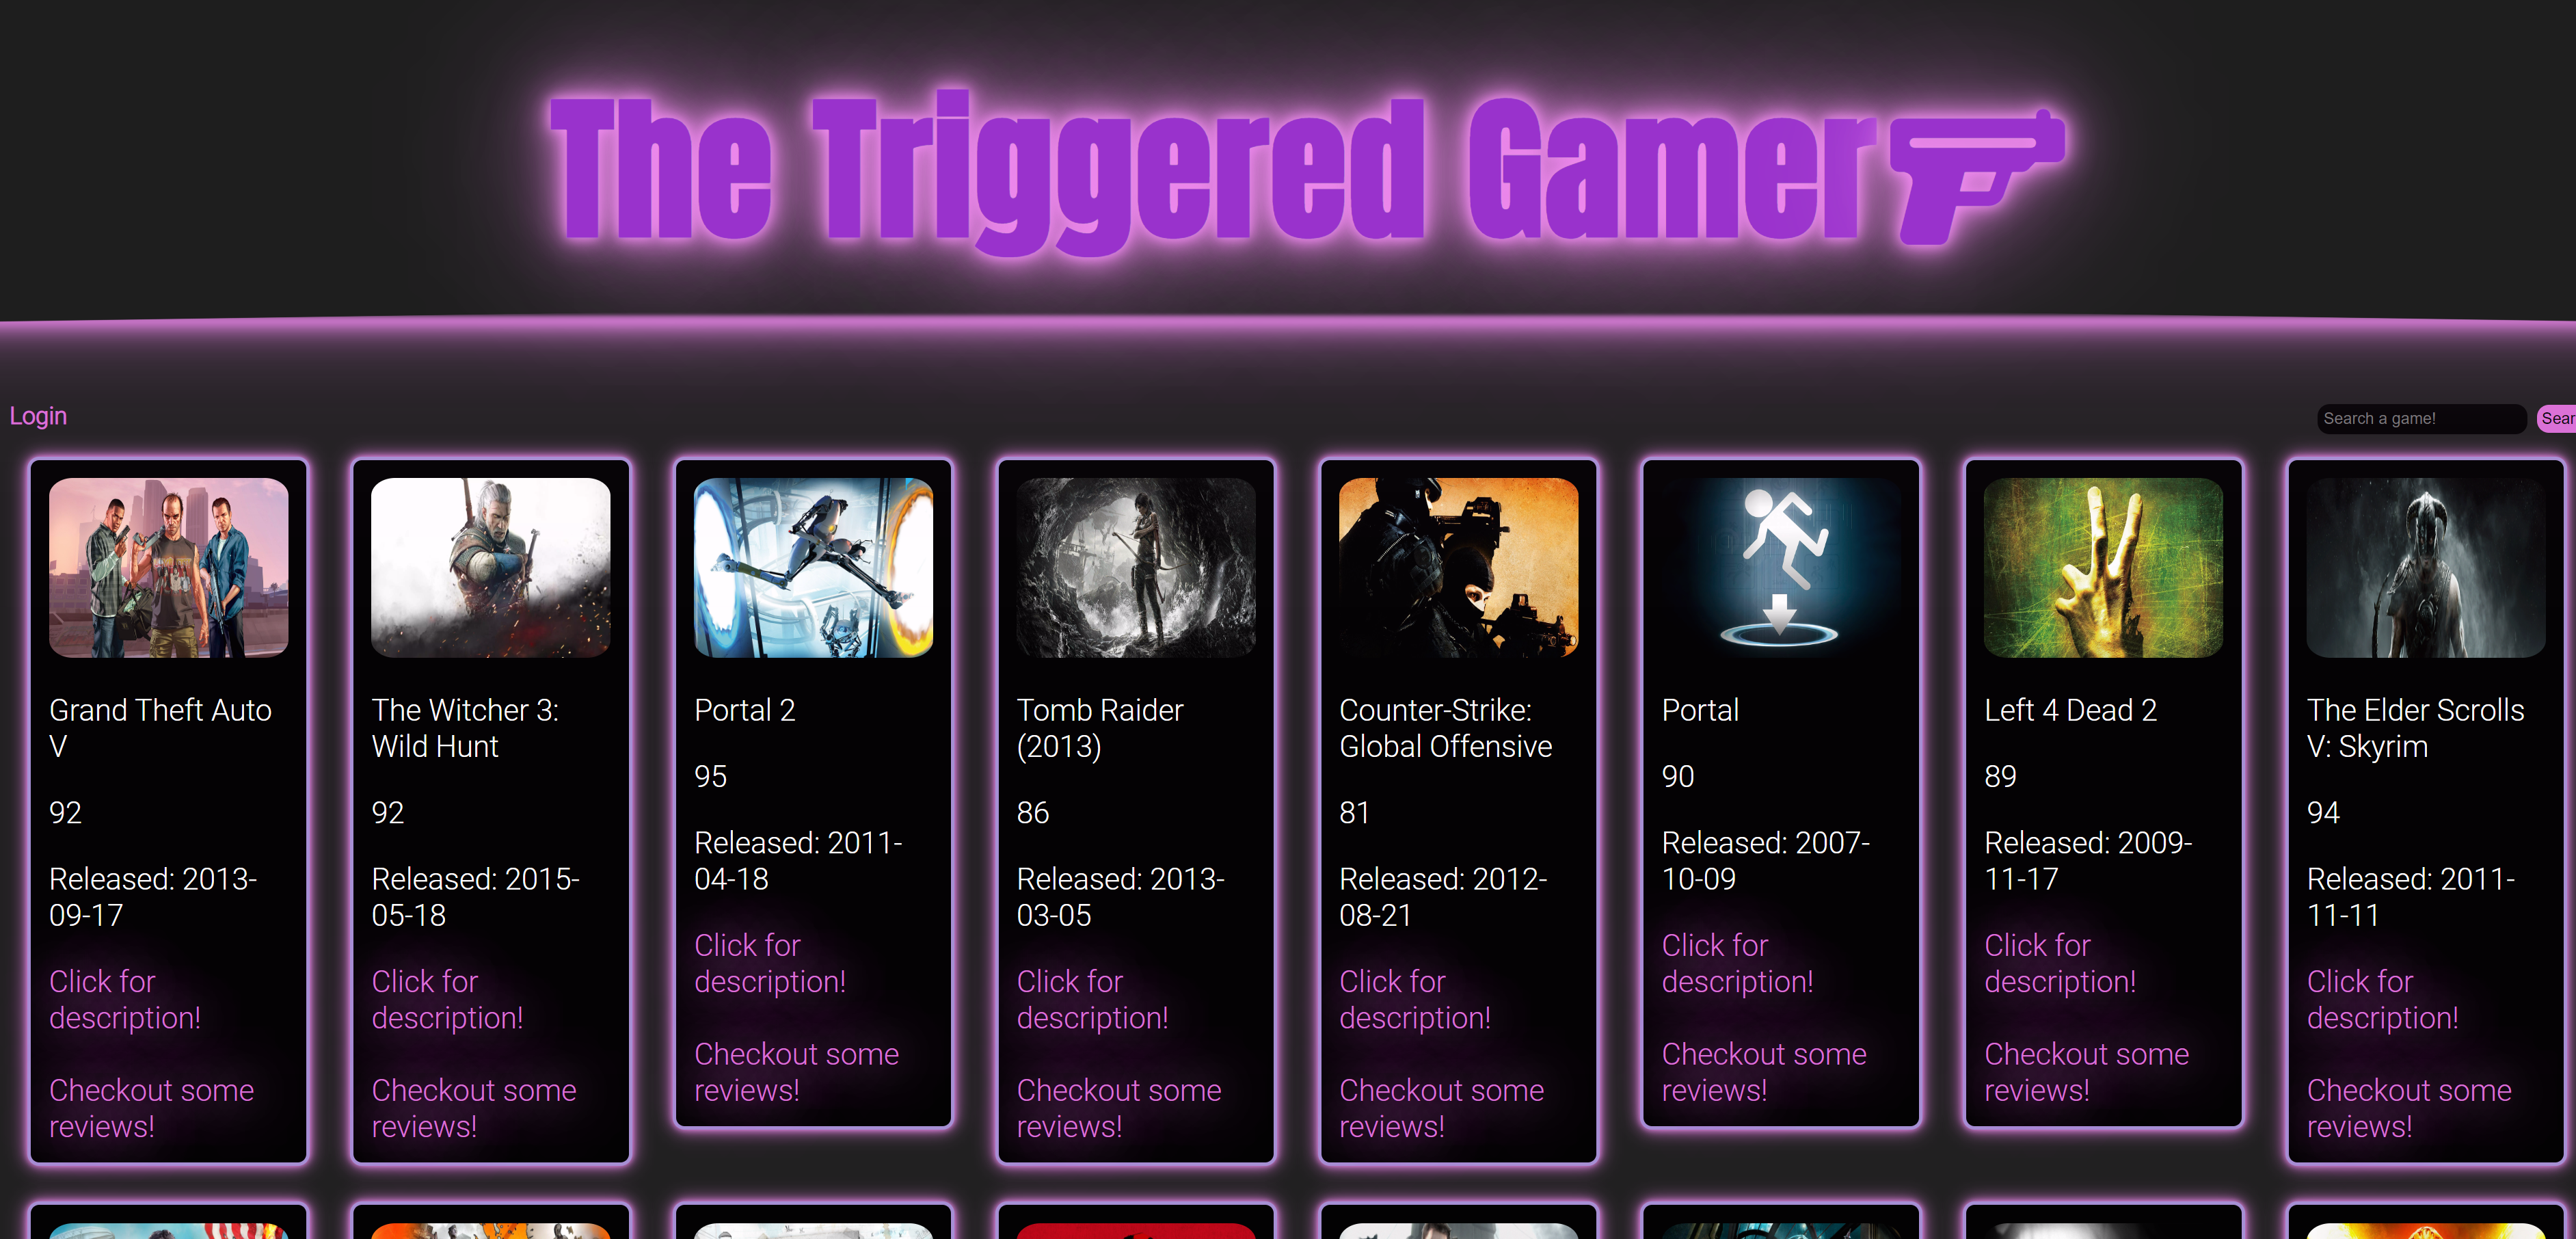 The Triggered Gamer
Login
Search a game!
Sear
Grand Theft Auto
V
92
Released: 2013-
09-17
Click for
description!
Checkout some
reviews!
The Witcher 3:
Wild Hunt
92
Released: 2015-
05-18
Click for
description!
Checkout some
reviews!
Portal 2
95
Released: 2011-
04-18
Click for
description!
Checkout some
reviews!
Tomb Raider
(2013)
86
Released: 2013-
03-05
Click for
description!
Checkout some
reviews!
Counter-Strike:
Global Offensive
81
Released: 2012-
08-21
Click for
description!
Checkout some
reviews!
Portal
90
Released: 2007-
10-09
Click for
description!
Checkout some
reviews!
Left 4 Dead 2
89
Released: 2009-
11-17
Click for
description!
Checkout some
reviews!
The Elder Scrolls
V: Skyrim
94
Released: 2011-
11-11
Click for
description!
Checkout some
reviews!